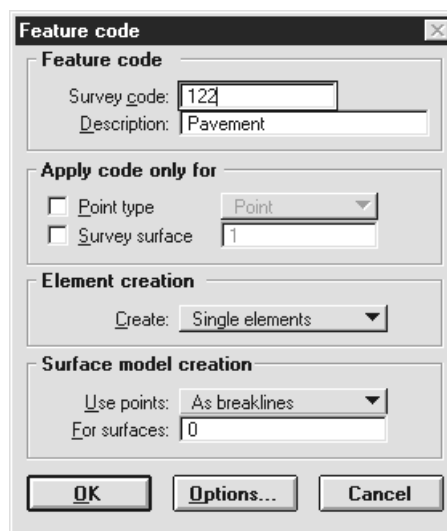 Feature code
Feature code
Survey code: 122
Description: Pavement
Apply code only for
Point type Point
Survey surface 1
Element creation
Create: Single elements
Surface model creation
Use points: As breaklines
For surfaces: 0
OK Options... Cancel